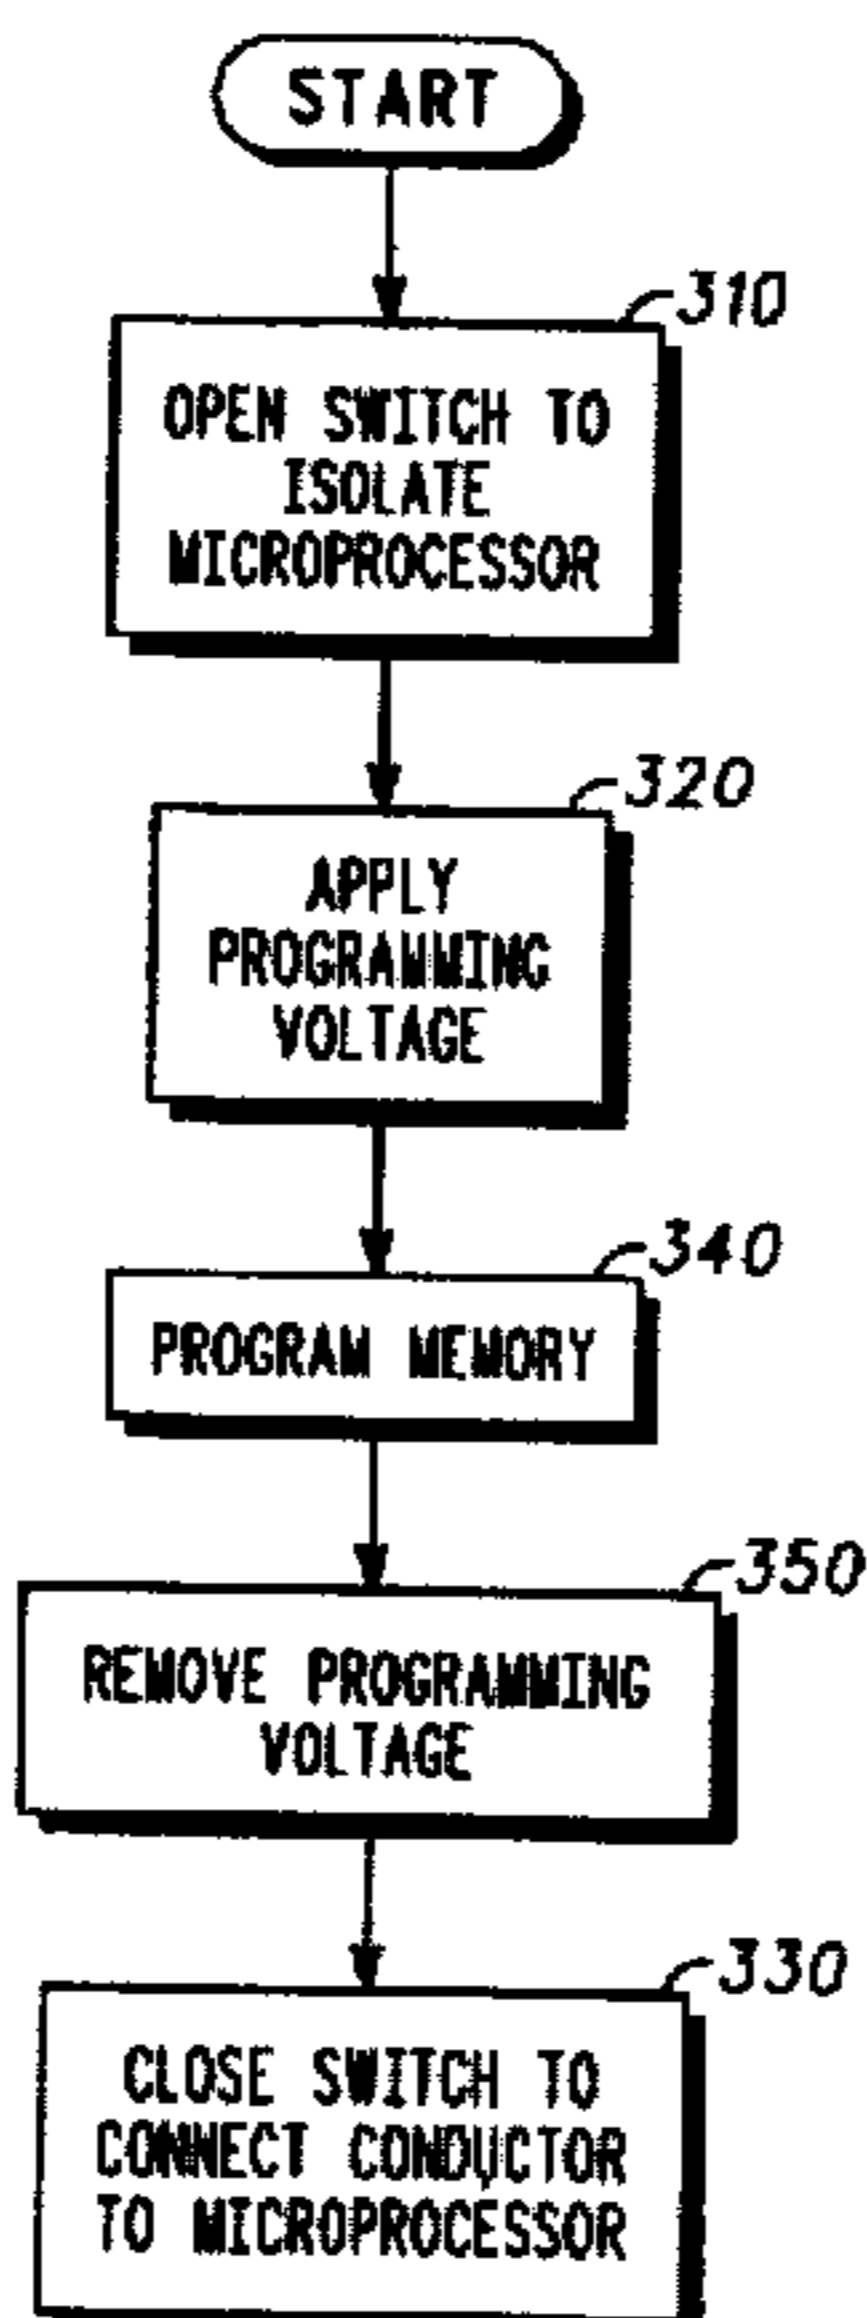 START
310
OPEN SWITCH TO
ISOLATE
MICROPROCESSOR
320
APPLY
PROGRAMMING
VOLTAGE
340
PROGRAM MEMORY
350
REMOVE PROGRAMMING
VOLTAGE
330
CLOSE SWITCH TO
CONNECT CONDUCTOR
TO MICROPROCESSOR